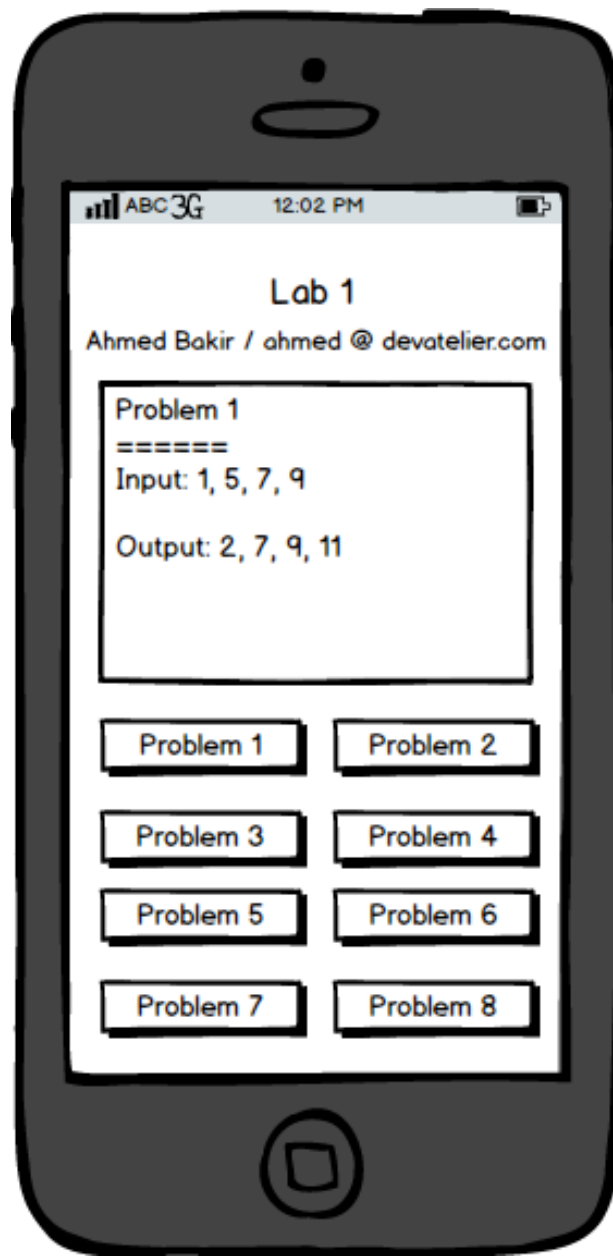 ABC 3G 12:02 PM
Lab 1
Ahmed Bakir / ahmed @ devatelier.com
Problem 1
======
Input: 1, 5, 7, 9
Output: 2, 7, 9, 11
Problem 1 Problem 2
Problem 3 Problem 4
Problem 5 Problem 6
Problem 7 Problem 8